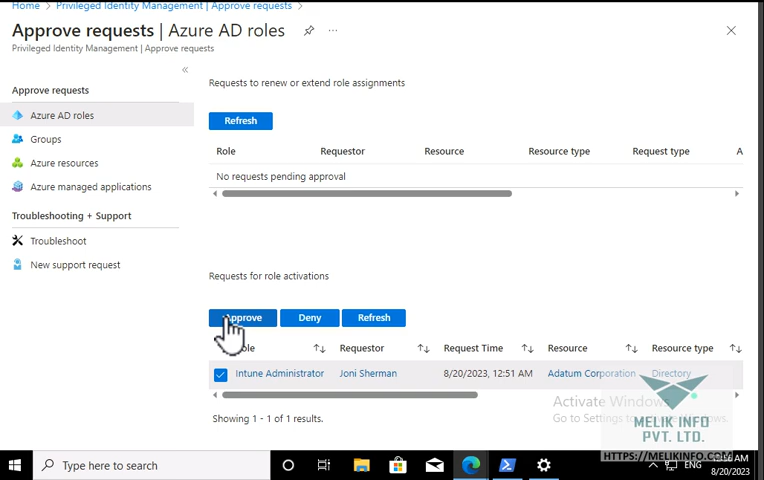 Home > Privileged Identity Management | Approve requests >
Approve requests | Azure AD roles
Privileged Identity Management | Approve requests
Approve requests
Azure AD roles
Groups
Azure resources
Azure managed applications
Troubleshooting + Support
Troubleshoot
New support request
Requests to renew or extend role assignments
Refresh
Role Requestor Resource Resource type Request type A
No requests pending approval
Requests for role activations
Approve Deny Refresh
Role Requestor Request Time Resource Resource type
Intune Administrator Joni Sherman 8/20/2023, 12:51 AM Adatum Corporation Directory
Showing 1 - 1 of 1 results.
Activate Windows
Go to Settings to activate Windows.
MELIK INFO
PVT. LTD.
HTTPS://MELIKINFO.COM
Type here to search
ENG
AM
8/20/2023